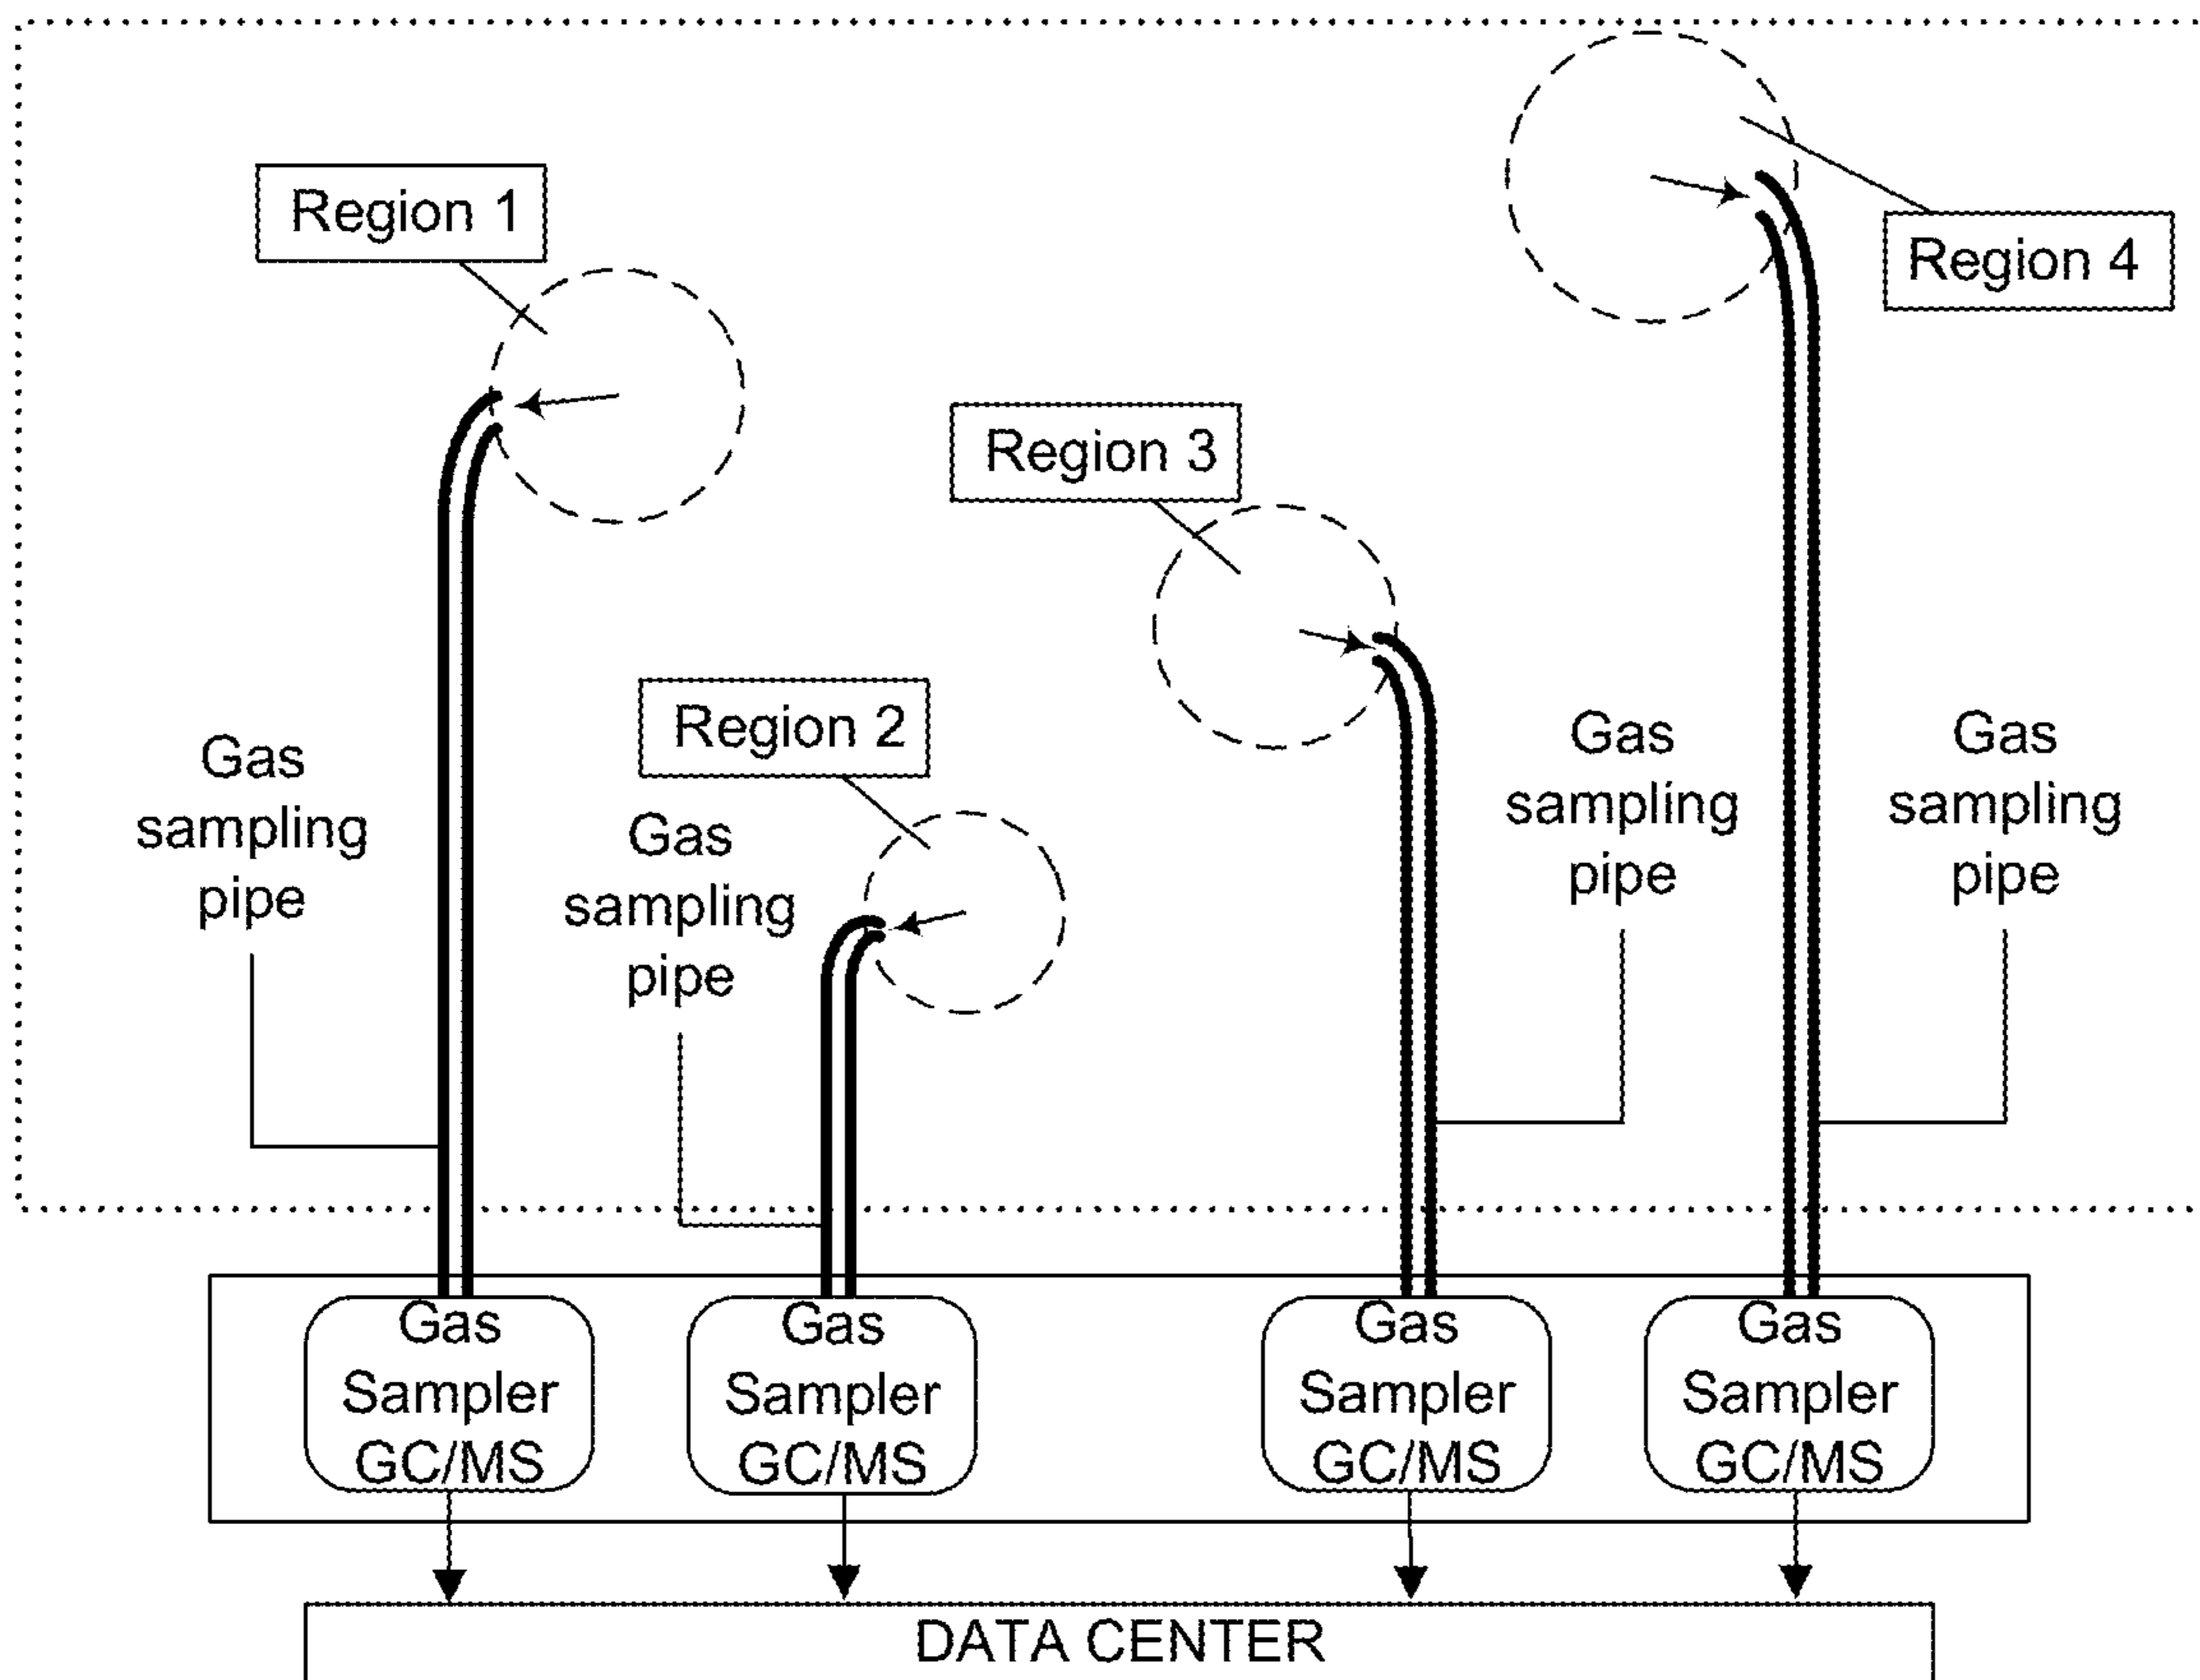 Region 1
Region 4
Region 3
Region 2
Gas
sampling
pipe
Gas
sampling
pipe
Gas
sampling
pipe
Gas
sampling
pipe
Gas
Sampler
GC/MS
Gas
Sampler
GC/MS
Gas
Sampler
GC/MS
Gas
Sampler
GC/MS
DATA CENTER